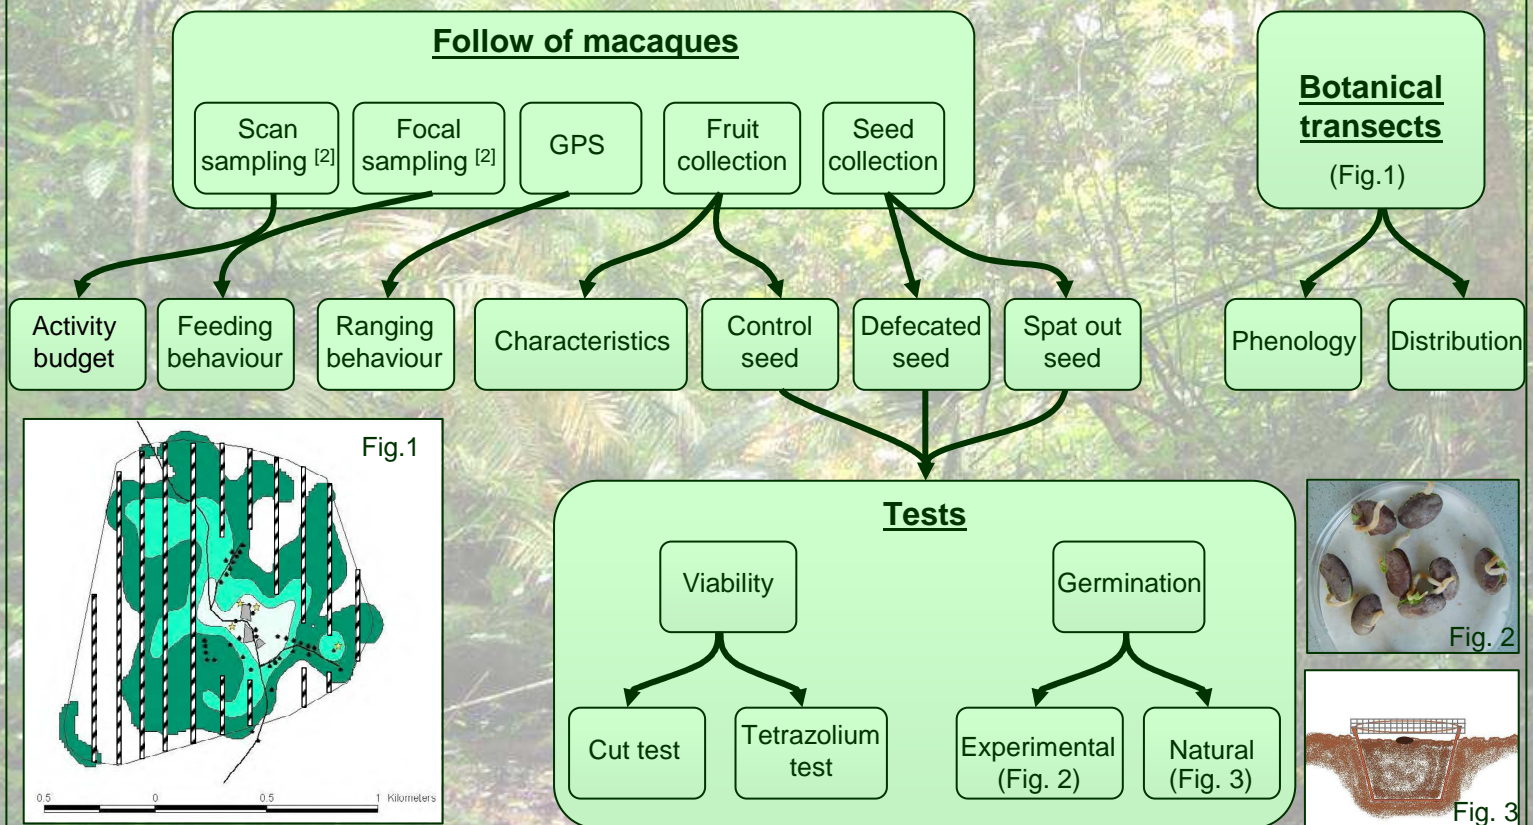 Follow of macaques
Scan
sampling [2]
Focal
sampling [2]
GPS
Fruit
collection
Seed
collection
Botanical
transects
(Fig.1)
Activity
budget
Feeding
behaviour
Ranging
behaviour
Characteristics
Control
seed
Defecated
seed
Spat out
seed
Phenology
Distribution
Fig.1
0.5 0 0.5 1 Kilometers
Tests
Viability
Germination
Cut test
Tetrazolium
test
Experimental
(Fig. 2)
Natural
(Fig. 3)
Fig. 2
Fig. 3